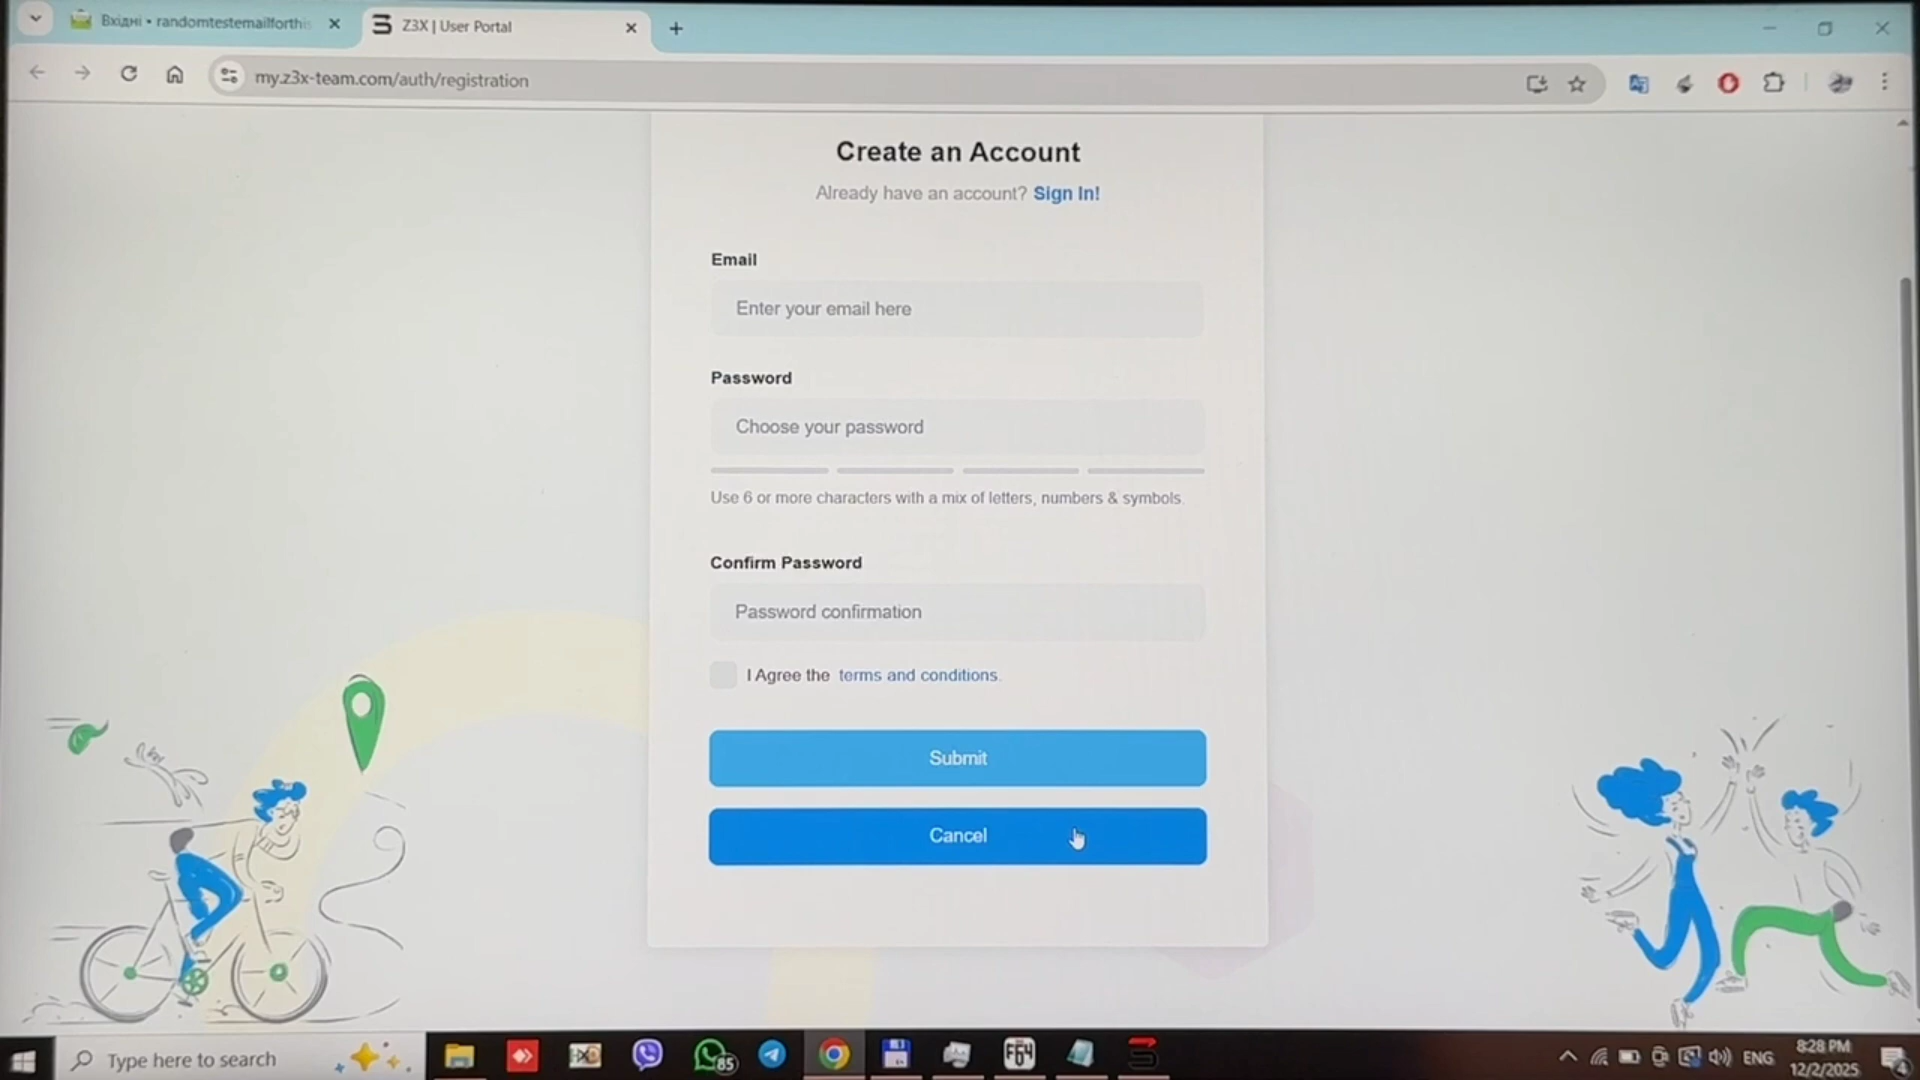 Вхідні • randomtestemailforthis
Z3X | User Portal
my.z3x-team.com/auth/registration
Create an Account
Already have an account? Sign In!
Email
Enter your email here
Password
Choose your password
Use 6 or more characters with a mix of letters, numbers & symbols.
Confirm Password
Password confirmation
I Agree the terms and conditions.
Submit
Cancel
Type here to search
85
F64
ENG
8:28 PM
12/2/2025
4